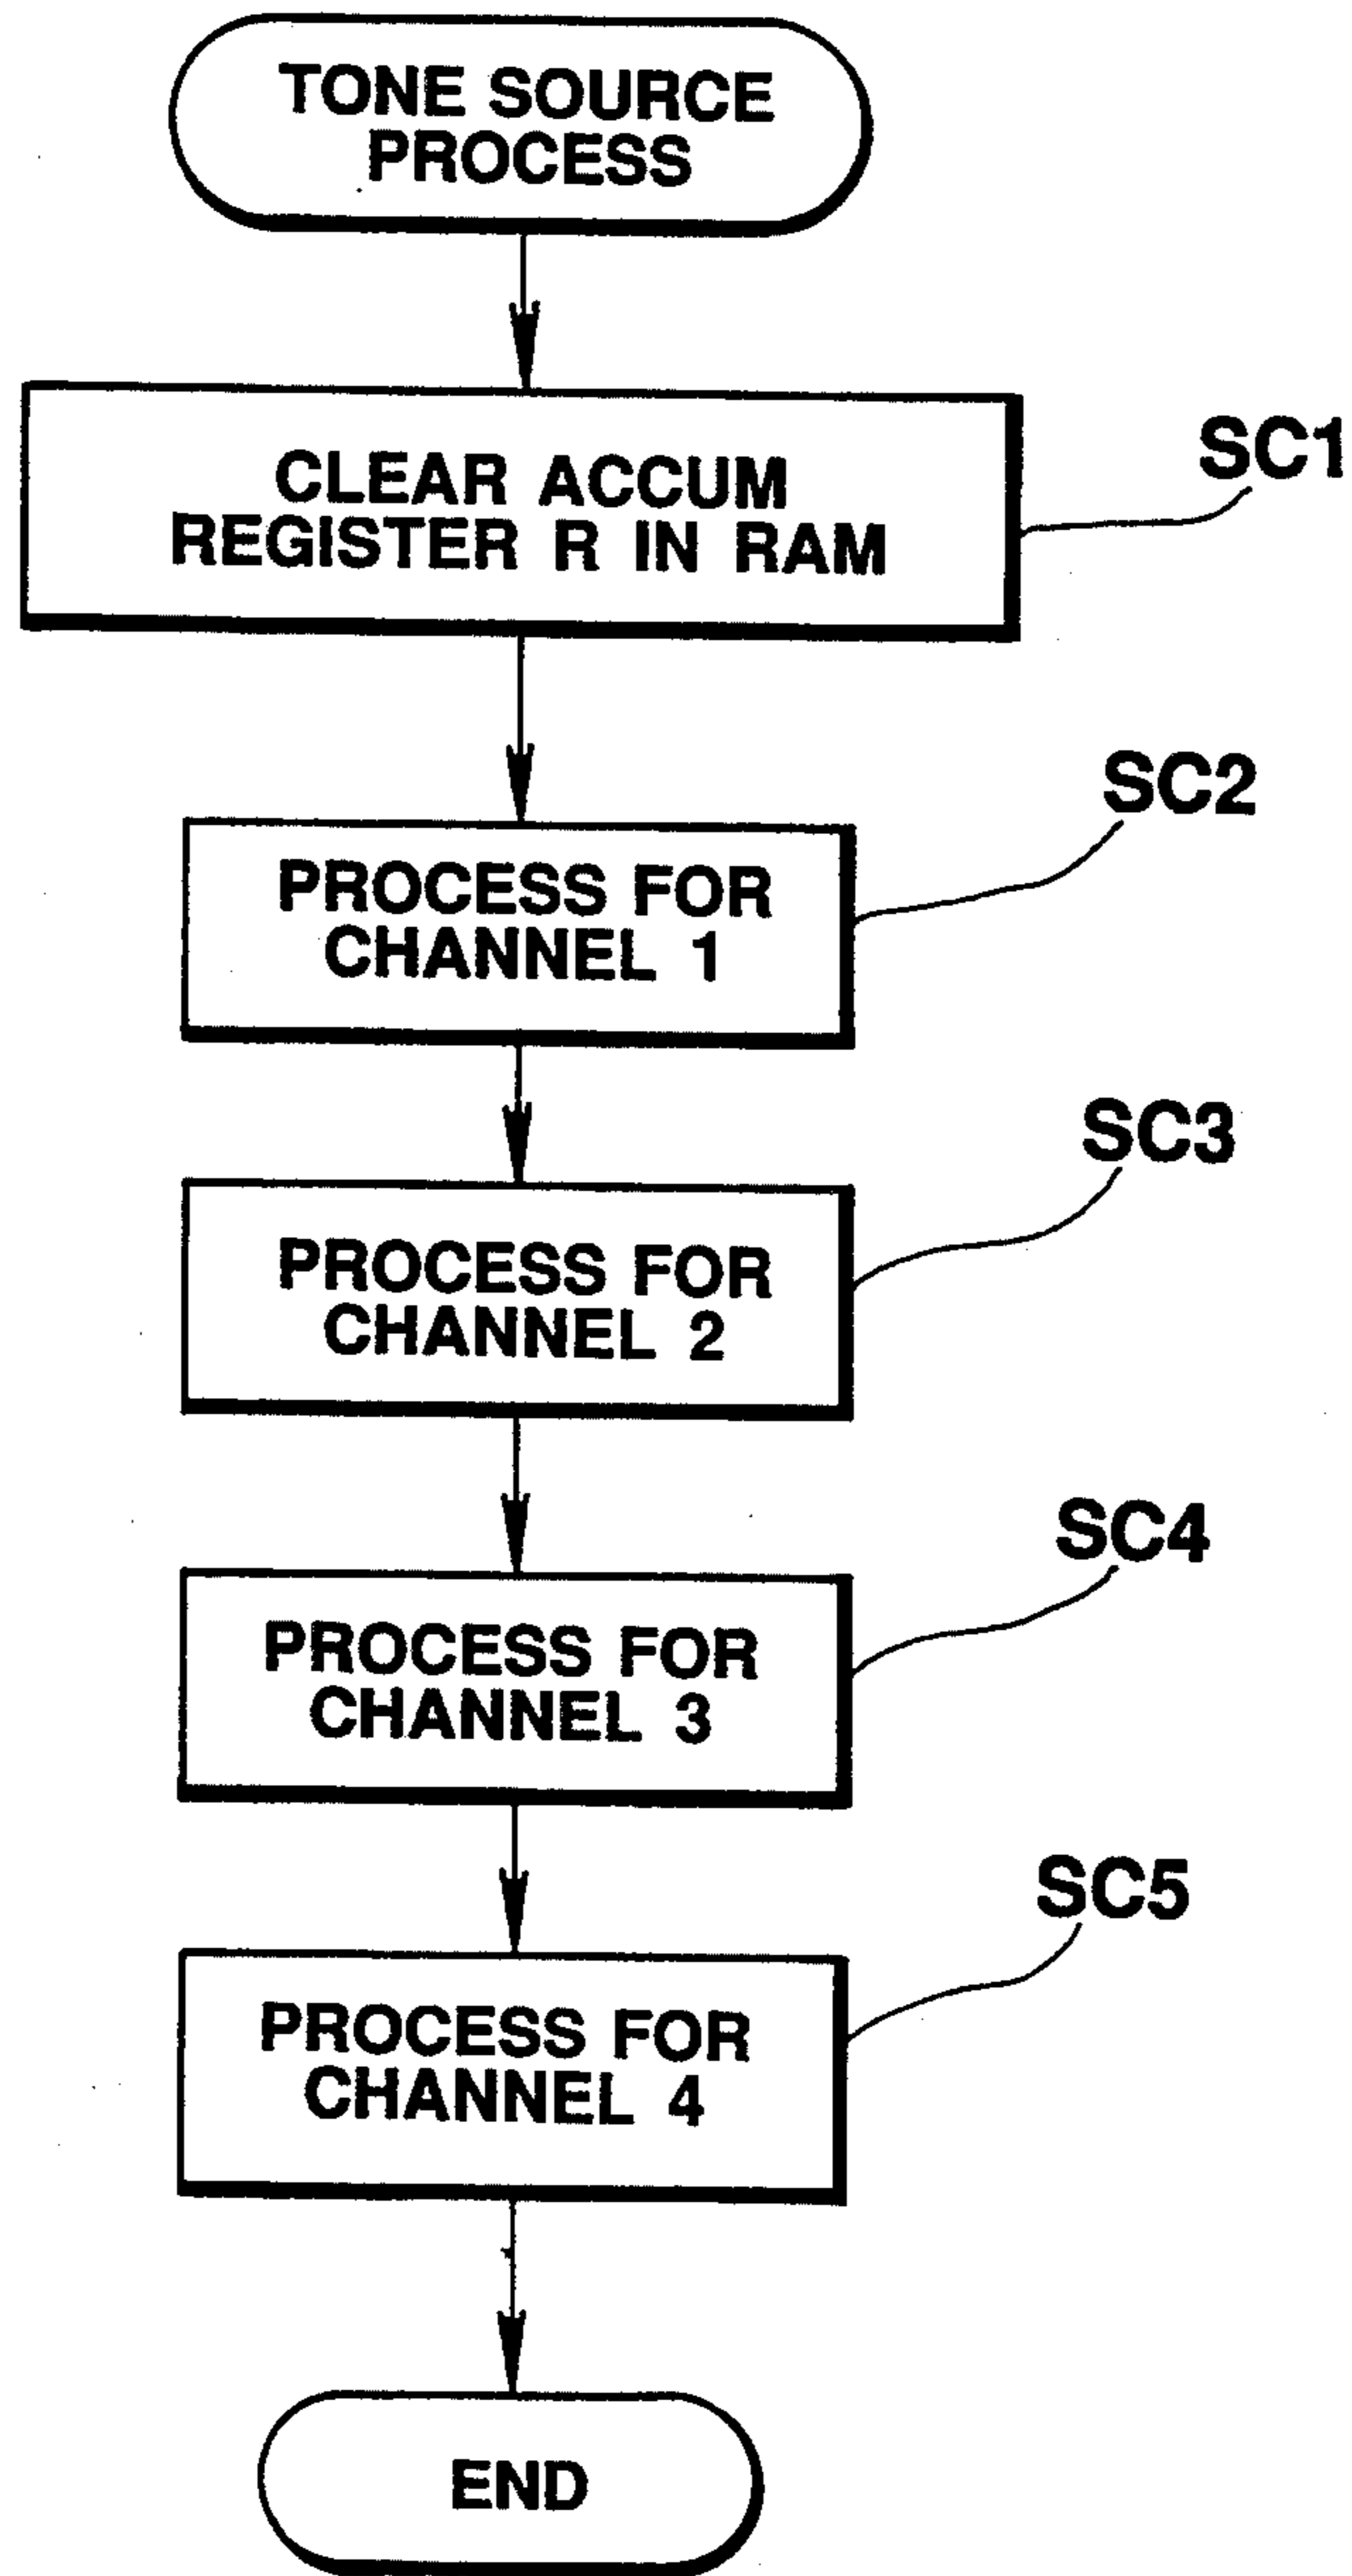 TONE SOURCE
PROCESS
CLEAR ACCUM
REGISTER R IN RAM
SC1
SC2
PROCESS FOR
CHANNEL 1
SC3
PROCESS FOR
CHANNEL 2
SC4
PROCESS FOR
CHANNEL 3
SC5
PROCESS FOR
CHANNEL 4
END